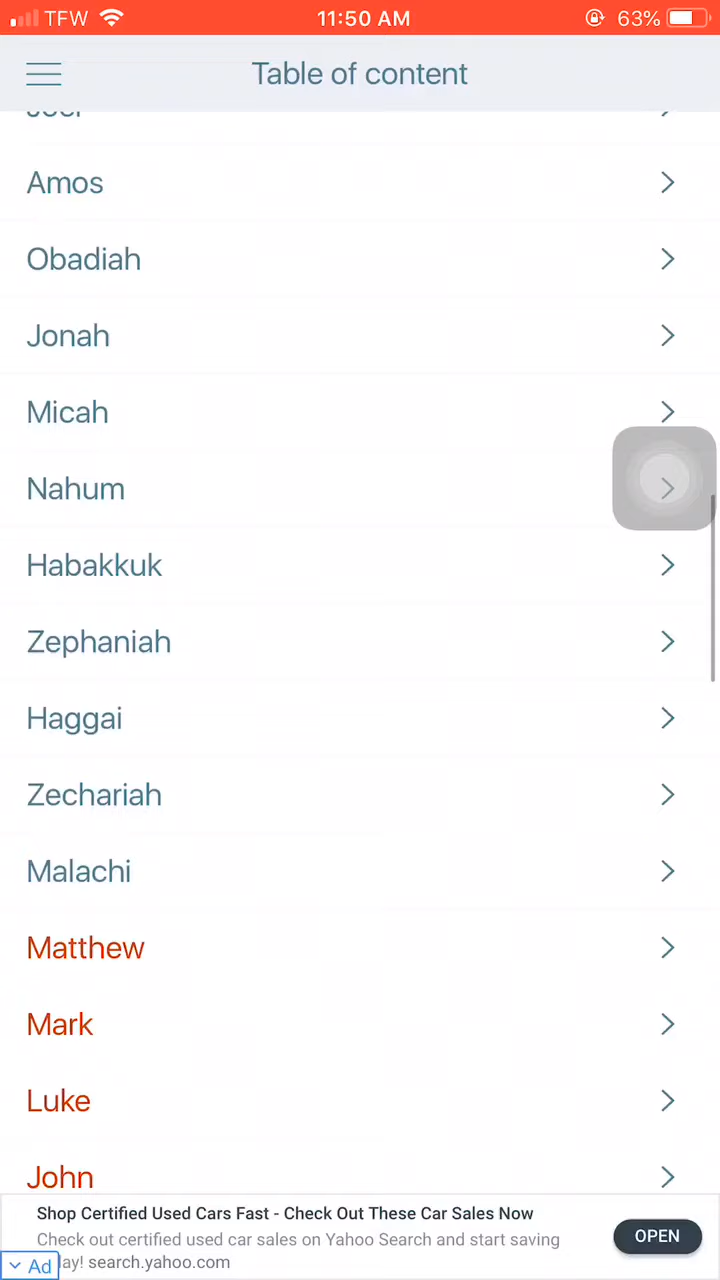 TFW 11:50 AM 63%
Table of content
Joel
Amos
Obadiah
Jonah
Micah
Nahum
Habakkuk
Zephaniah
Haggai
Zechariah
Malachi
Matthew
Mark
Luke
John
Shop Certified Used Cars Fast - Check Out These Car Sales Now
Check out certified used car sales on Yahoo Search and start saving
lay! search.yahoo.com
OPEN
Ad